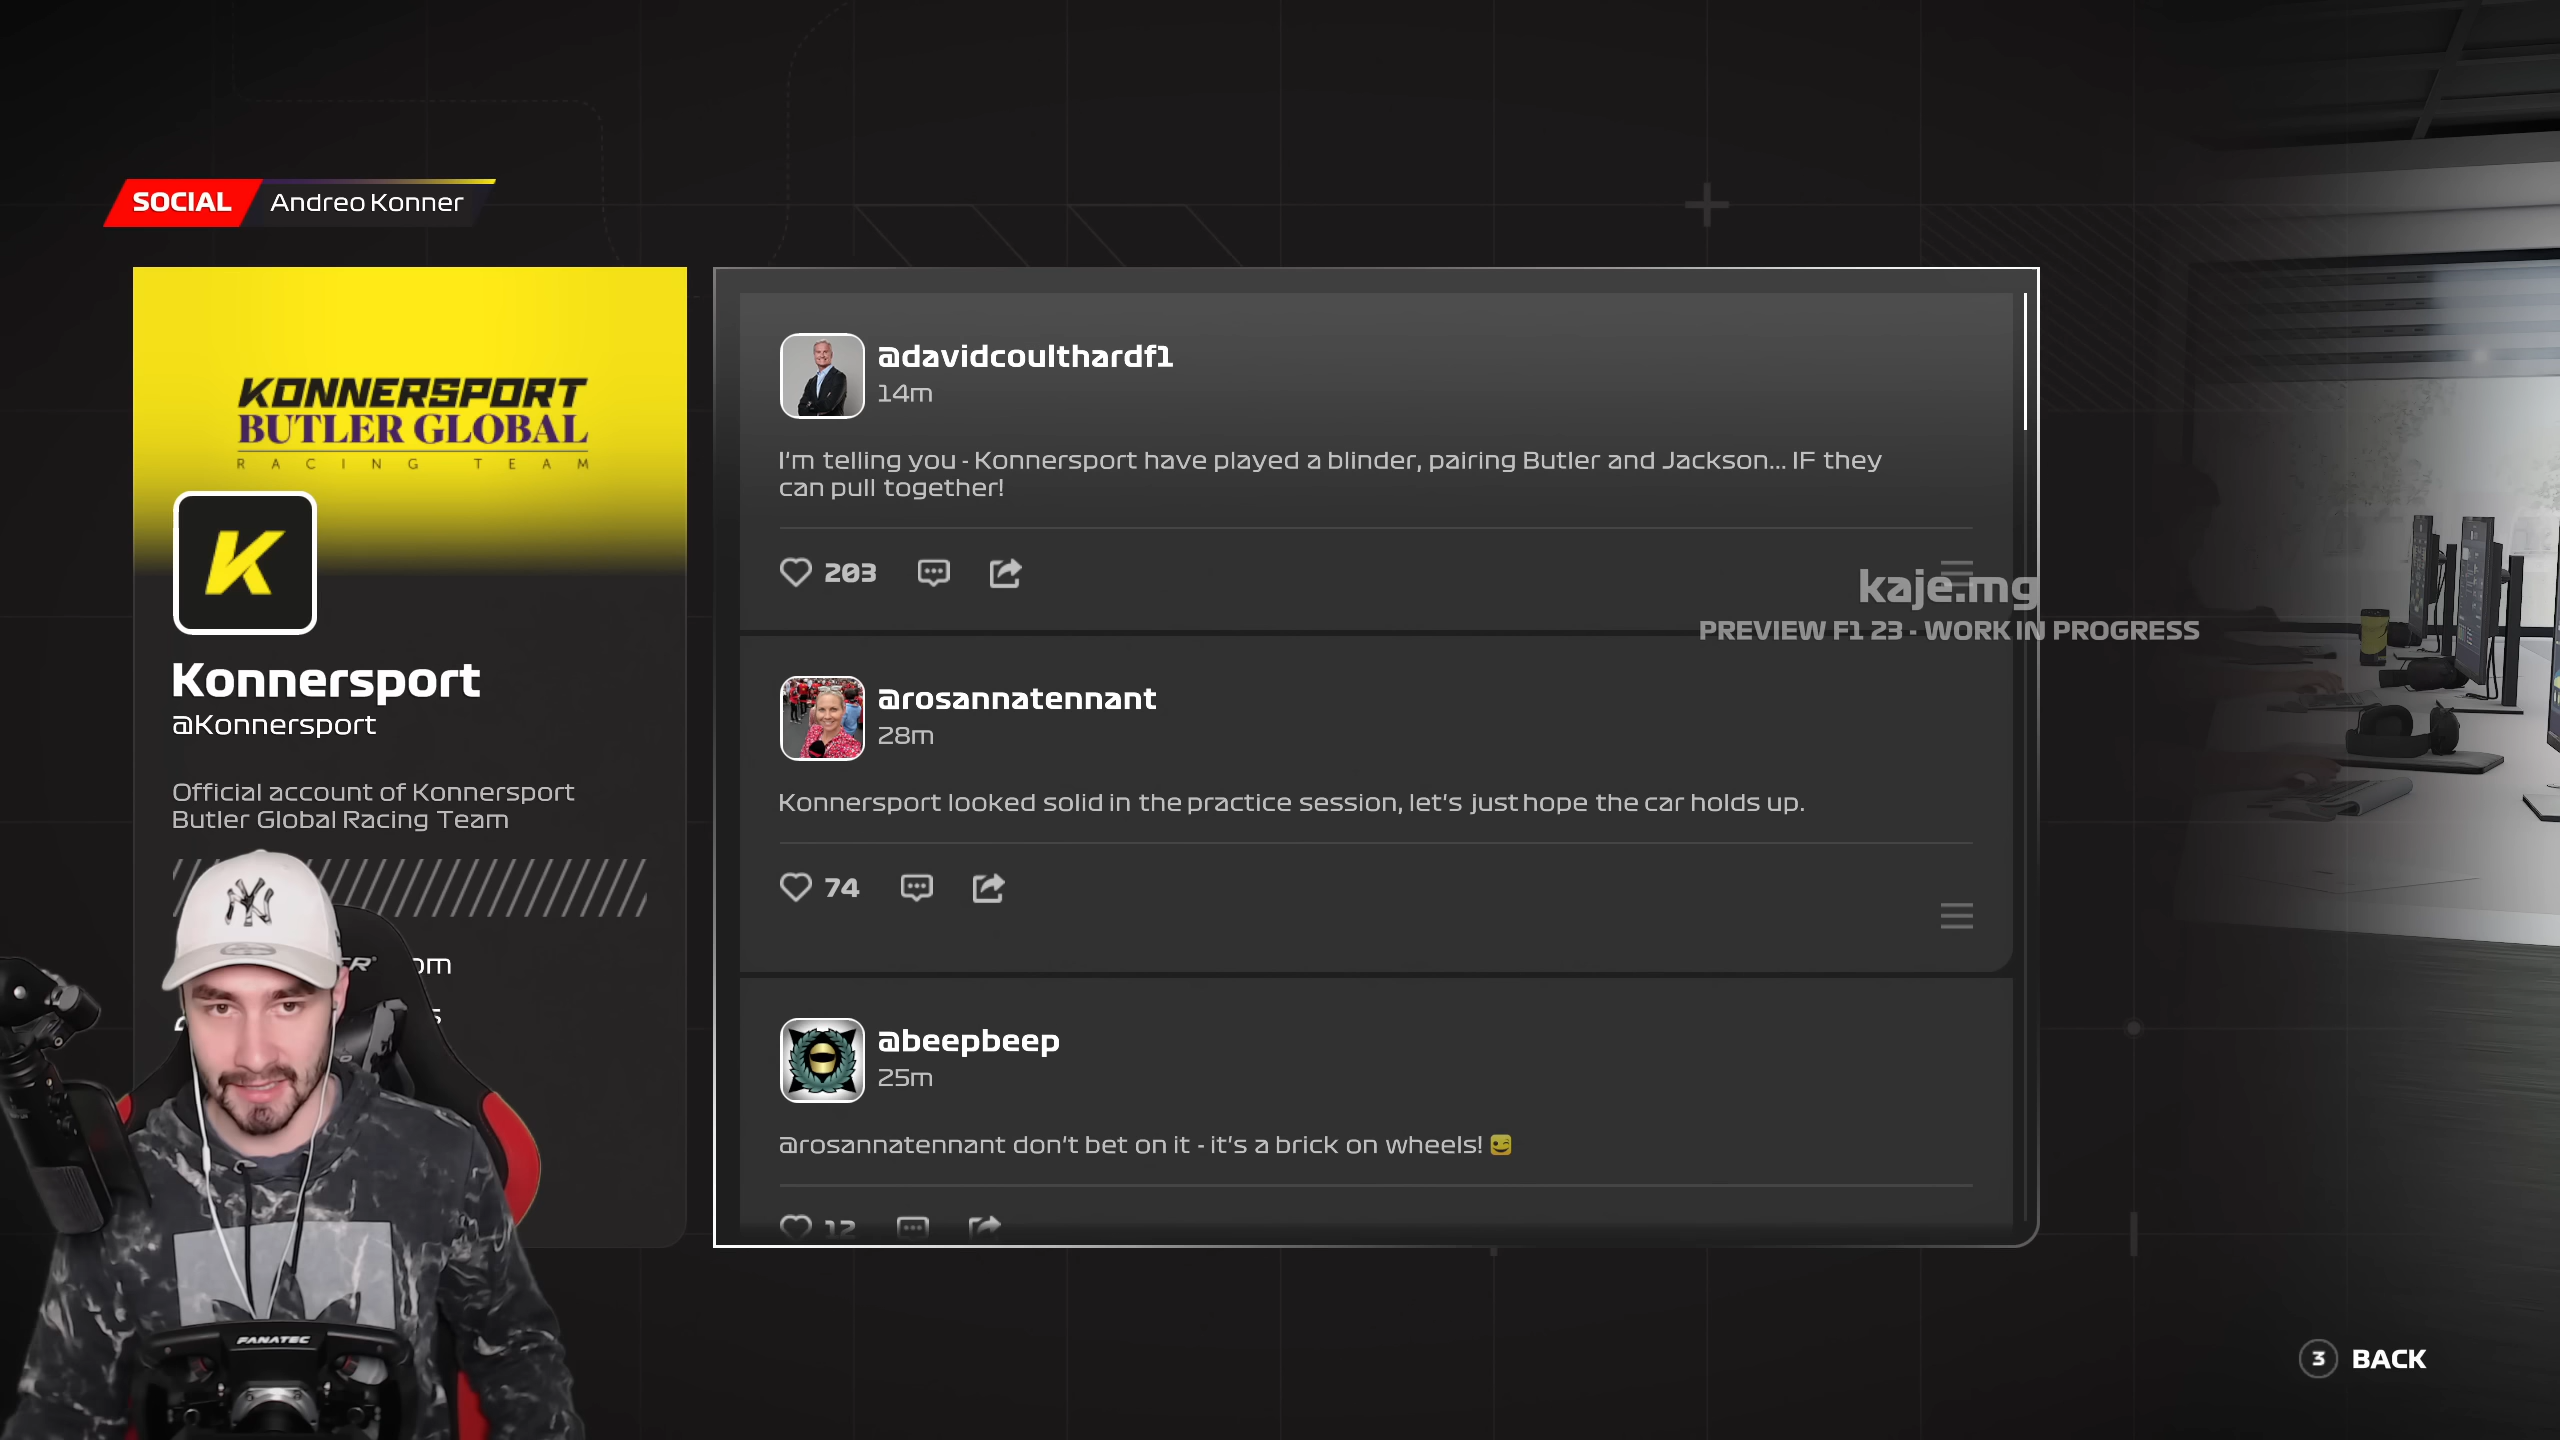 SOCIAL Andreo Konner
KONNERSPORT
BUTLER GLOBAL
RACING TEAM
K
Konnersport
@Konnersport
Official account of Konnersport
Butler Global Racing Team
@davidcoulthardf1
14m
I'm telling you - Konnersport have played a blinder, pairing Butler and Jackson... IF they
can pull together!
203
@rosannatennant
28m
Konnersport looked solid in the practice session, let's just hope the car holds up.
74
@beepbeep
25m
@rosannatennant don't bet on it - it's a brick on wheels! 😉
12
kaje.mg
PREVIEW F1 23 - WORK IN PROGRESS
NY
FANATEC
3 BACK